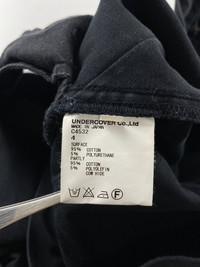 UNDERCOVER Co.,Ltd
MADE IN JAPAN
C4532
4
SURFACE
95% COTTON
5% POLYURETHANE
PARTLY
95% COTTON
5% POLYOLEFIN
COW HIDE
F